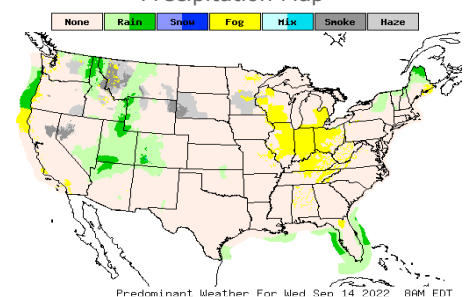 Precipitation Map
None Rain Snow Fog Mix Smoke Haze
Predominant Weather For Wed Sep 14 2022 8AM EDT